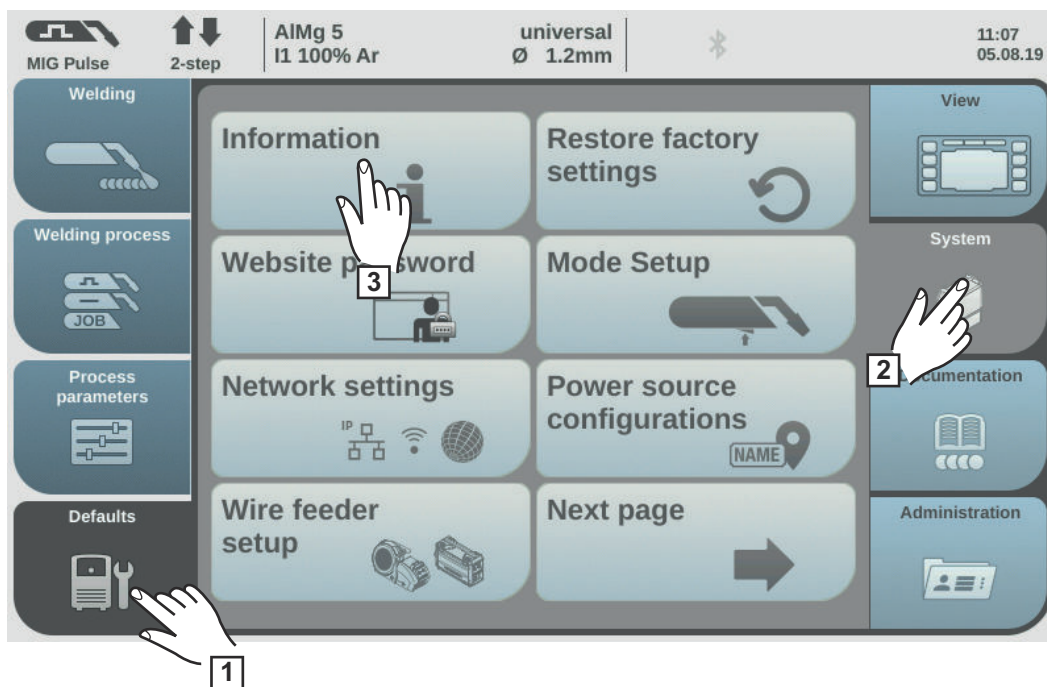 AlMg 5
universal
11:07
MIG Pulse
2-step
I1 100% Ar
Ø 1.2mm
05.08.19
Welding
Welding process
JOB
Process
parameters
Defaults
Information
Restore factory
settings
Website password
Mode Setup
Network settings
IP
Power source
configurations
NAME
Wire feeder
setup
Next page
View
System
Documentation
Administration
3
2
1